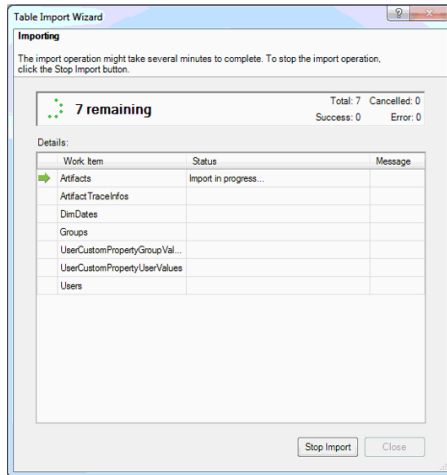 Table Import Wizard
Importing
The import operation might take several minutes to complete. To stop the import operation,
click the Stop Import button.
7 remaining
Total: 7 Cancelled: 0
Success: 0 Error: 0
Details:
Work Item Status Message
Artifacts Import in progress...
ArtifactTraceInfos
DimDates
Groups
UserCustomPropertyGroupVal...
UserCustomPropertyUserValues
Users
Stop Import Close